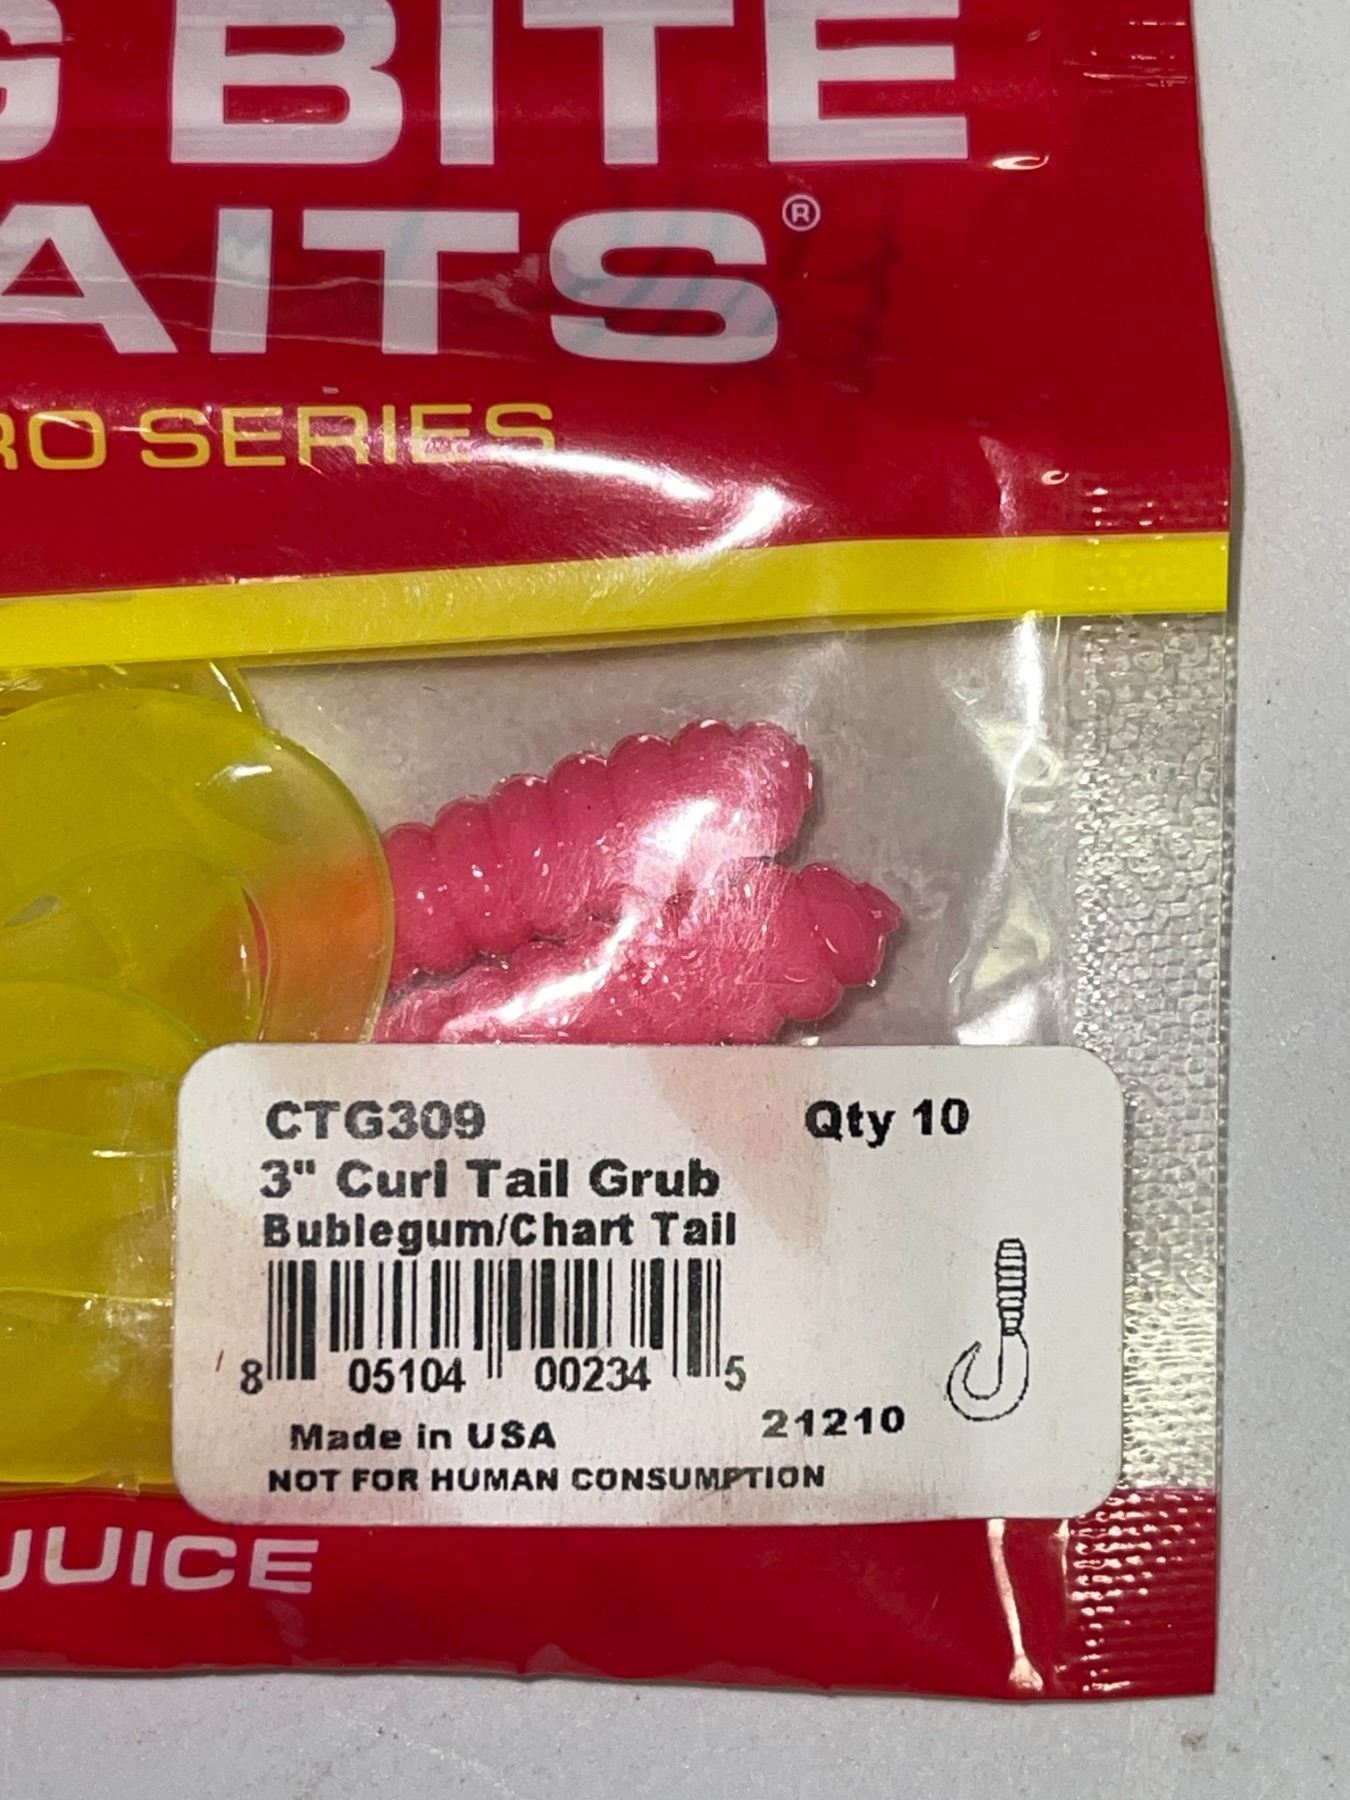 G BITE
AITS®
RO SERIES
CTG309 Qty 10
3" Curl Tail Grub
Bublegum/Chart Tail
8 05104 00234 5
21210
Made in USA
NOT FOR HUMAN CONSUMPTION
JUICE